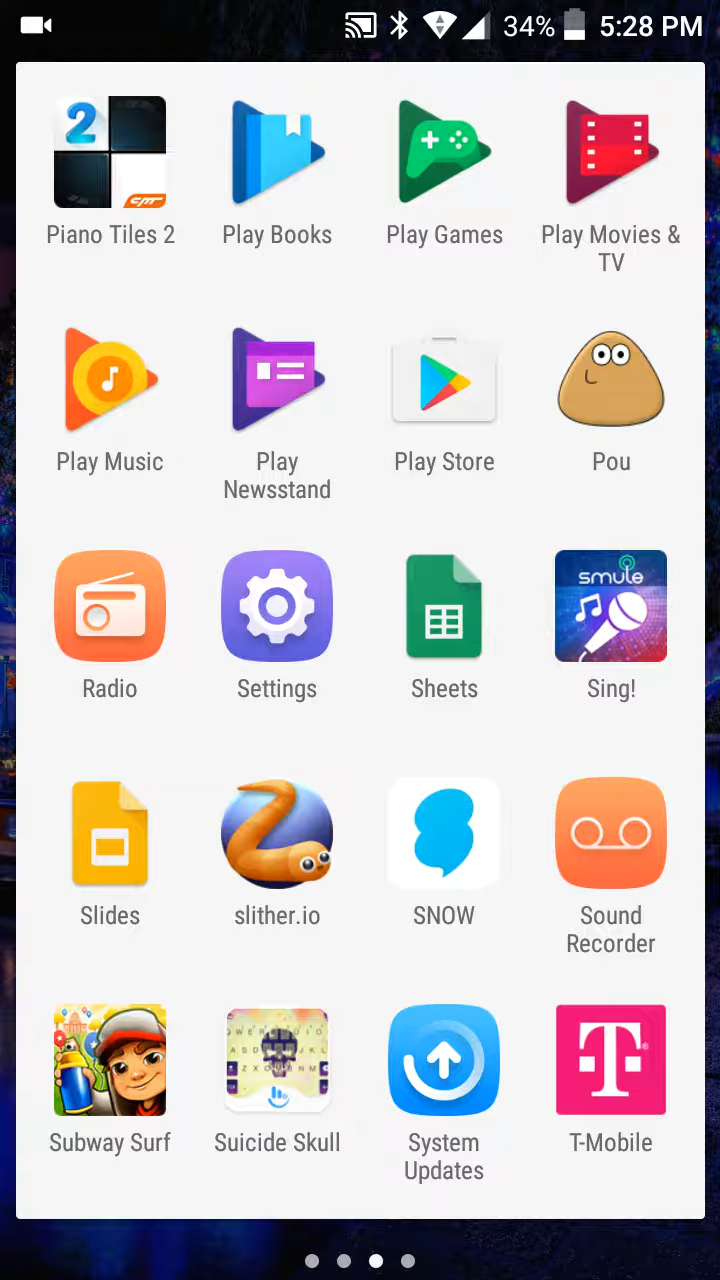 34% 5:28 PM
2
Piano Tiles 2
Play Books
Play Games
Play Movies &
TV
Play Music
Play
Newsstand
Play Store
Pou
smule
Radio
Settings
Sheets
Sing!
Slides
slither.io
SNOW
Sound
Recorder
T
Subway Surf
Suicide Skull
System
Updates
T-Mobile